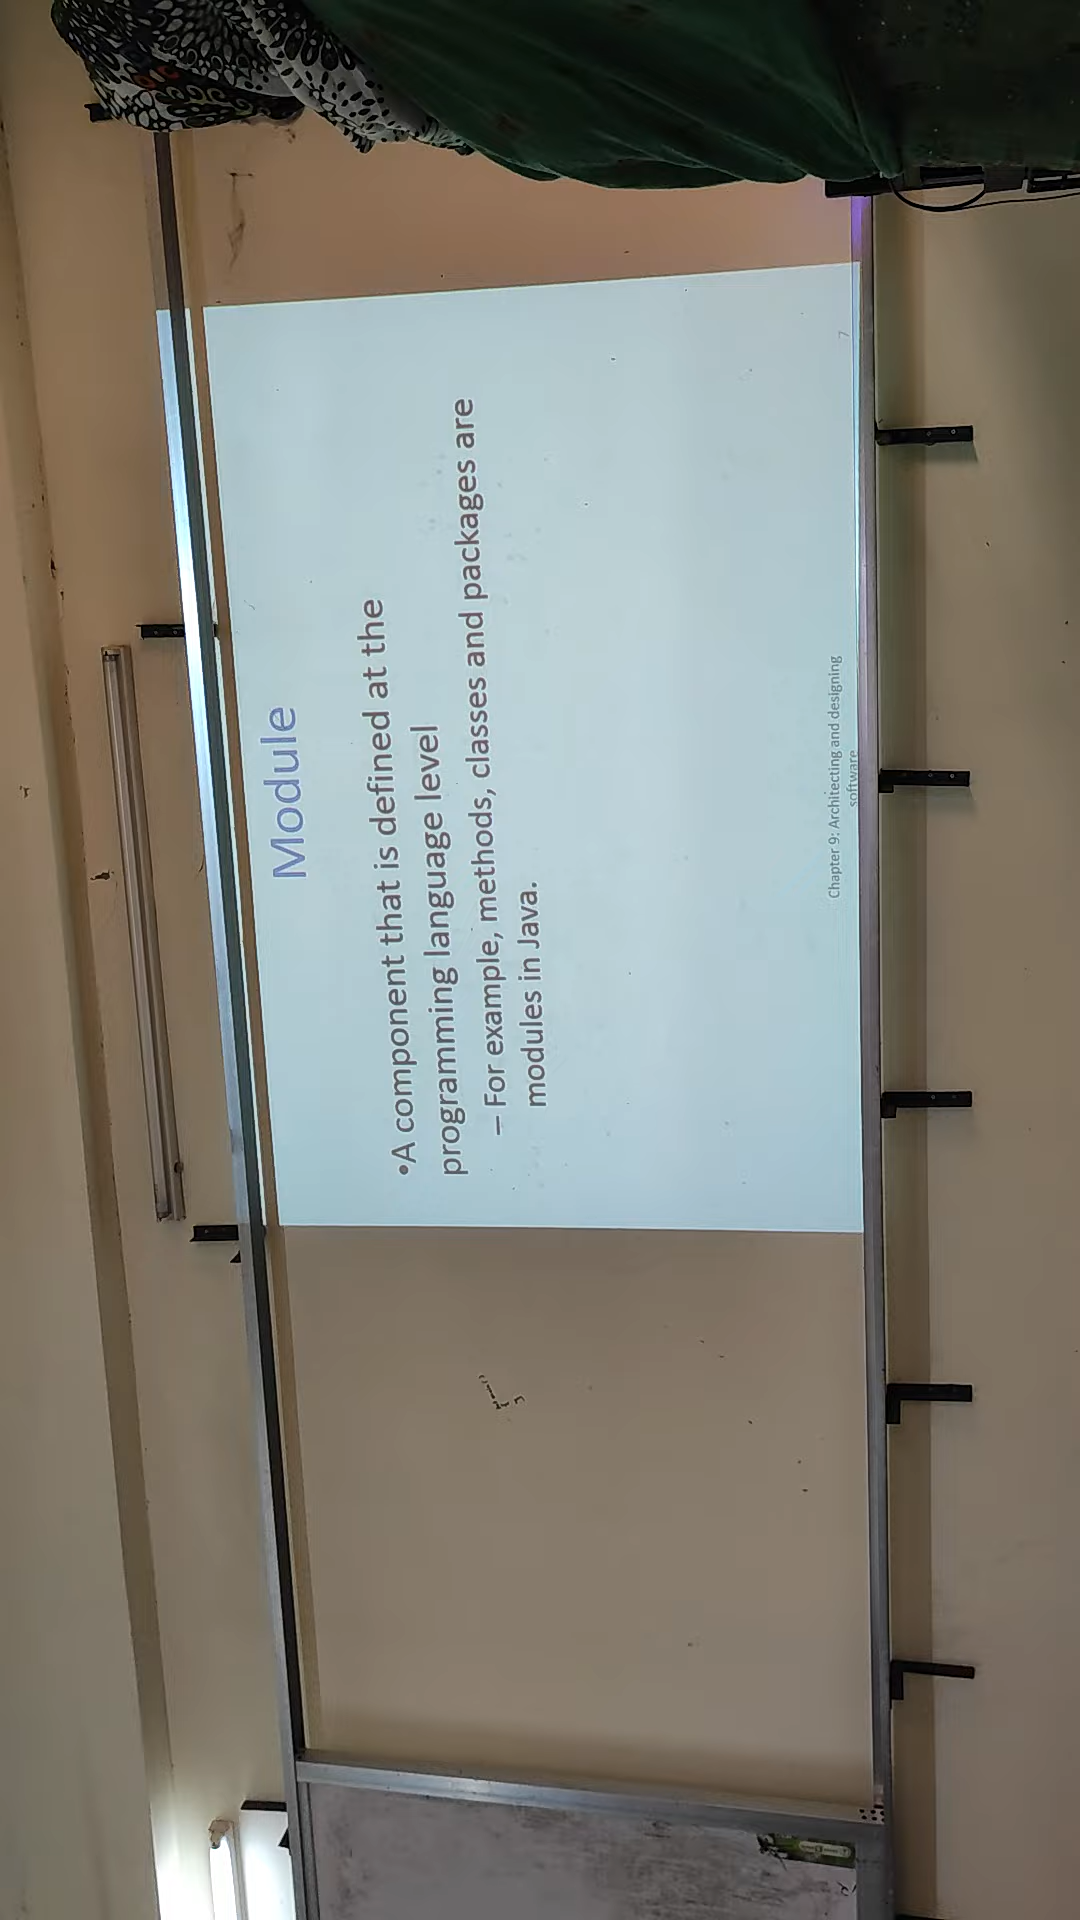 Module
•A component that is defined at the
programming language level
– For example, methods, classes and packages are
modules in Java.
Chapter 9: Architecting and designing
software
7